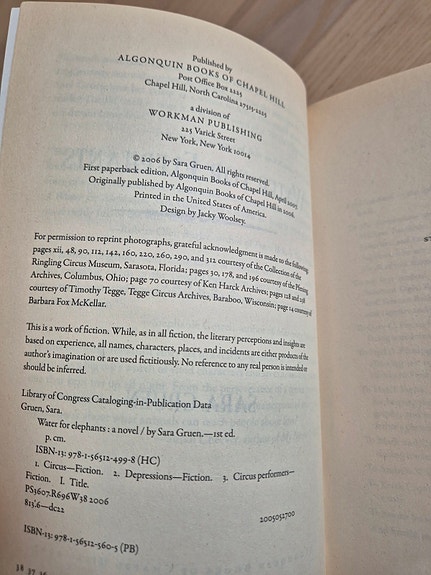 Published by
ALGONQUIN BOOKS OF CHAPEL HILL
Post Office Box 2225
Chapel Hill, North Carolina 27515-2225
a division of
WORKMAN PUBLISHING
225 Varick Street
New York, New York 10014
© 2006 by Sara Gruen. All rights reserved.
First paperback edition, Algonquin Books of Chapel Hill, April 2007.
Originally published by Algonquin Books of Chapel Hill in 2006.
Printed in the United States of America.
Design by Jacky Woolsey.
For permission to reprint photographs, grateful acknowledgment is made to the following:
pages xii, 48, 90, 112, 142, 160, 220, 260, 290, and 312 courtesy of the Collection of the
Ringling Circus Museum, Sarasota, Florida; pages 30, 178, and 196 courtesy of the Pfening
Archives, Columbus, Ohio; page 70 courtesy of Ken Harck Archives; pages 128 and 208
courtesy of Timothy Tegge, Tegge Circus Archives, Baraboo, Wisconsin; page 14 courtesy of
Barbara Fox McKellar.
This is a work of fiction. While, as in all fiction, the literary perceptions and insights are
based on experience, all names, characters, places, and incidents are either products of the
author's imagination or are used fictitiously. No reference to any real person is intended or
should be inferred.
Library of Congress Cataloging-in-Publication Data
Gruen, Sara.
Water for elephants : a novel / by Sara Gruen.—1st ed.
p. cm.
ISBN-13: 978-1-56512-499-8 (HC)
1. Circus—Fiction. 2. Depressions—Fiction. 3. Circus performers—
Fiction. I. Title.
PS3607.R696W38 2006
813'.6—dc22
2005052700
ISBN-13: 978-1-56512-560-5 (PB)
38 37